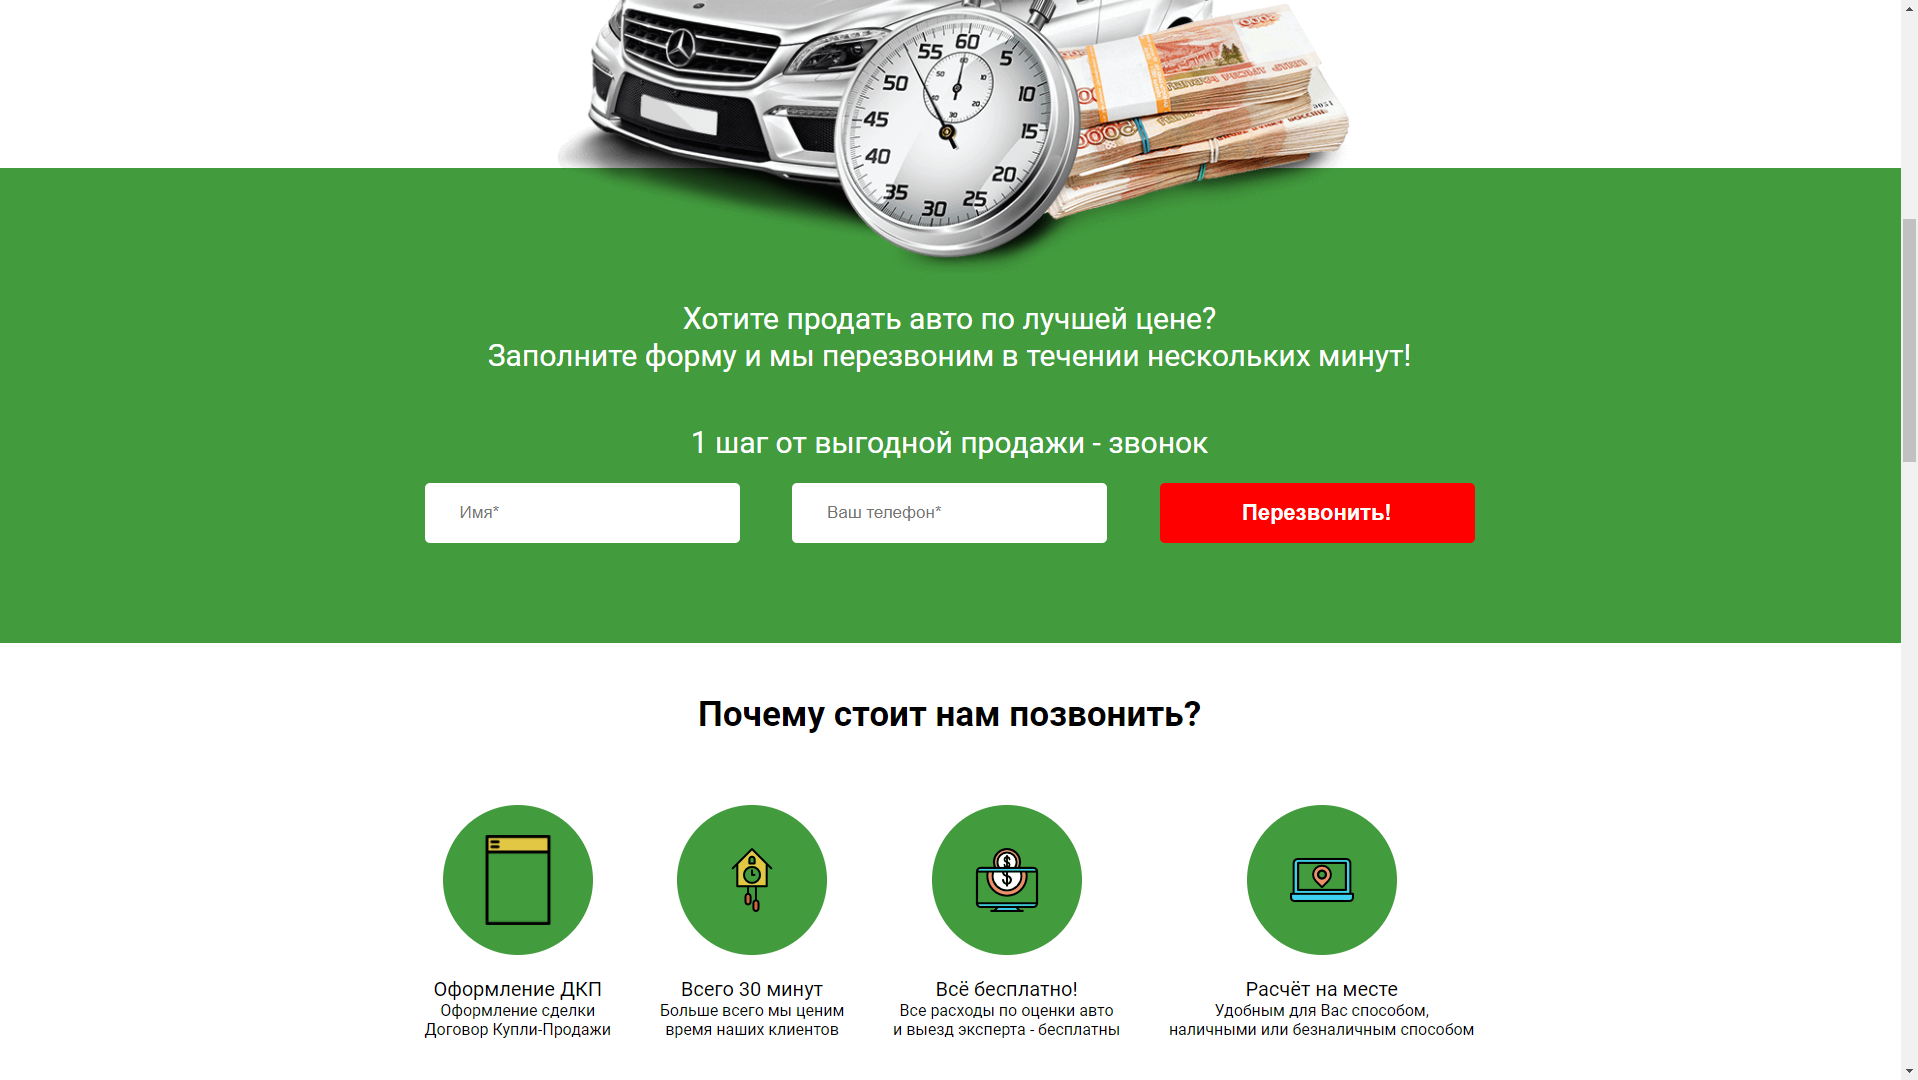 60
55
5
50
10
45
15
40
20
35
25
30
Хотите продать авто по лучшей цене?
Заполните форму и мы перезвоним в течении нескольких минут!
1 шаг от выгодной продажи - звонок
Имя*
Ваш телефон*
Перезвонить!
Почему стоит нам позвонить?
Оформление ДКП
Оформление сделки
Договор Купли-Продажи
Всего 30 минут
Больше всего мы ценим
время наших клиентов
Всё бесплатно!
Все расходы по оценки авто
и выезд эксперта - бесплатны
Расчёт на месте
Удобным для Вас способом,
наличными или безналичным способом